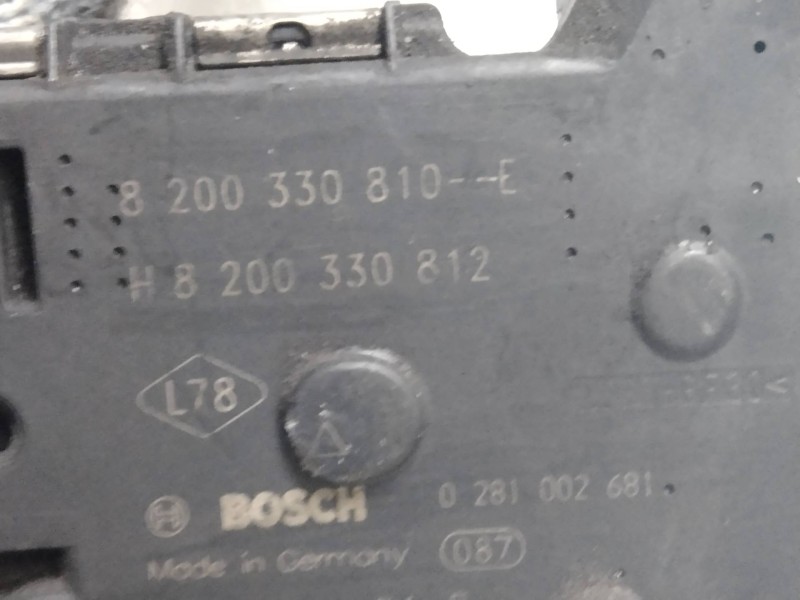 8 200 330 810--E
H 8 200 330 812
L78
BOSCH 0 281 002 681
Made in Germany 087